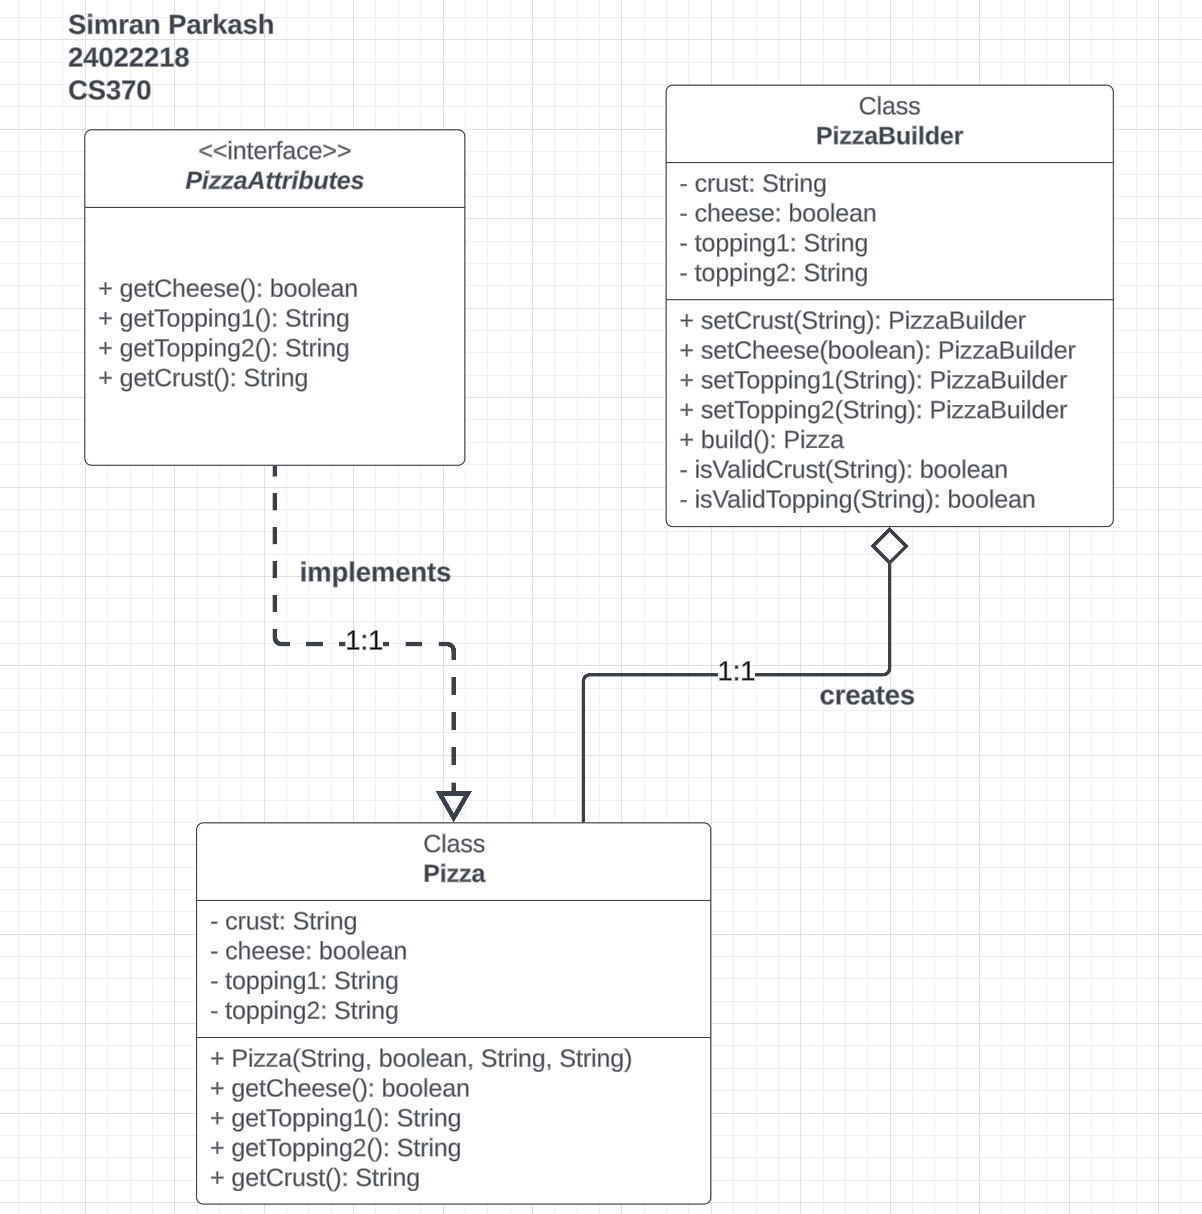 Simran Parkash
24022218
CS370
<<interface>>
PizzaAttributes
+ getCheese(): boolean
+ getTopping1(): String
+ getTopping2(): String
+ getCrust(): String
Class
PizzaBuilder
- crust: String
- cheese: boolean
- topping1: String
- topping2: String
+ setCrust(String): PizzaBuilder
+ setCheese(boolean): PizzaBuilder
+ setTopping1(String): PizzaBuilder
+ setTopping2(String): PizzaBuilder
+ build(): Pizza
- isValidCrust(String): boolean
- isValidTopping(String): boolean
implements
1:1
1:1
creates
Class
Pizza
- crust: String
- cheese: boolean
- topping1: String
- topping2: String
+ Pizza(String, boolean, String, String)
+ getCheese(): boolean
+ getTopping1(): String
+ getTopping2(): String
+ getCrust(): String